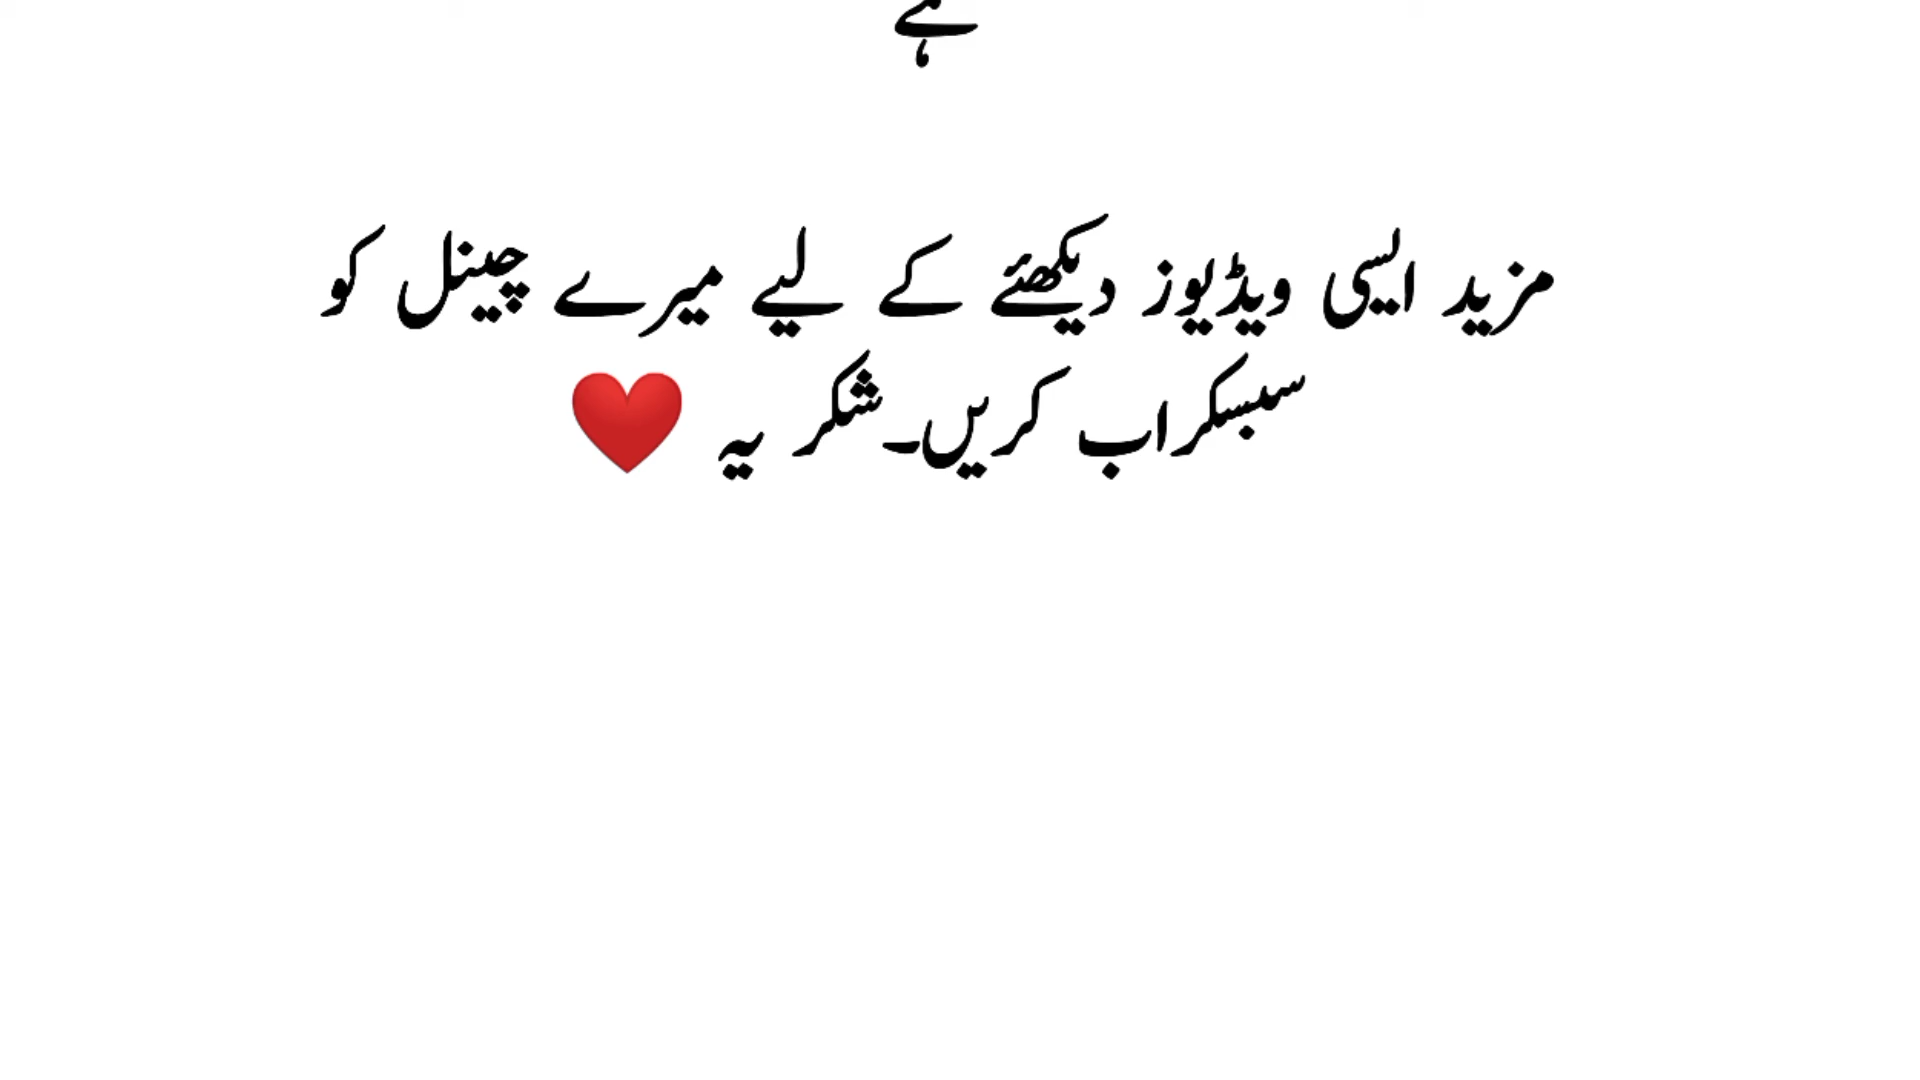 ہے
مزید ایسی ویڈیوز دیکھئے کے لیے میرے چینل کو
سبسکراب کریں۔شکر یہ ❤️